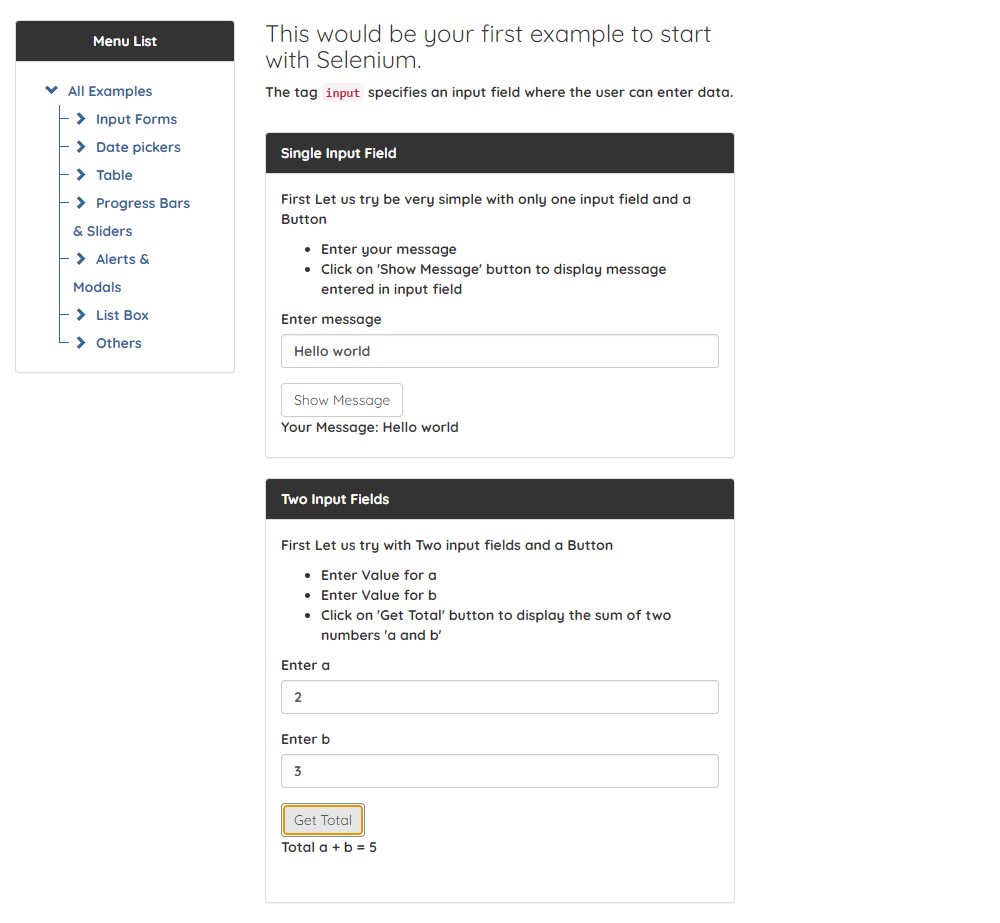 Menu List
All Examples
Input Forms
Date pickers
Table
Progress Bars
& Sliders
Alerts &
Modals
List Box
Others
This would be your first example to start
with Selenium.
The tag input specifies an input field where the user can enter data.
Single Input Field
First Let us try be very simple with only one input field and a
Button
Enter your message
Click on 'Show Message' button to display message
entered in input field
Enter message
Hello world
Show Message
Your Message: Hello world
Two Input Fields
First Let us try with Two input fields and a Button
Enter Value for a
Enter Value for b
Click on 'Get Total' button to display the sum of two
numbers 'a and b'
Enter a
2
Enter b
3
Get Total
Total a + b = 5